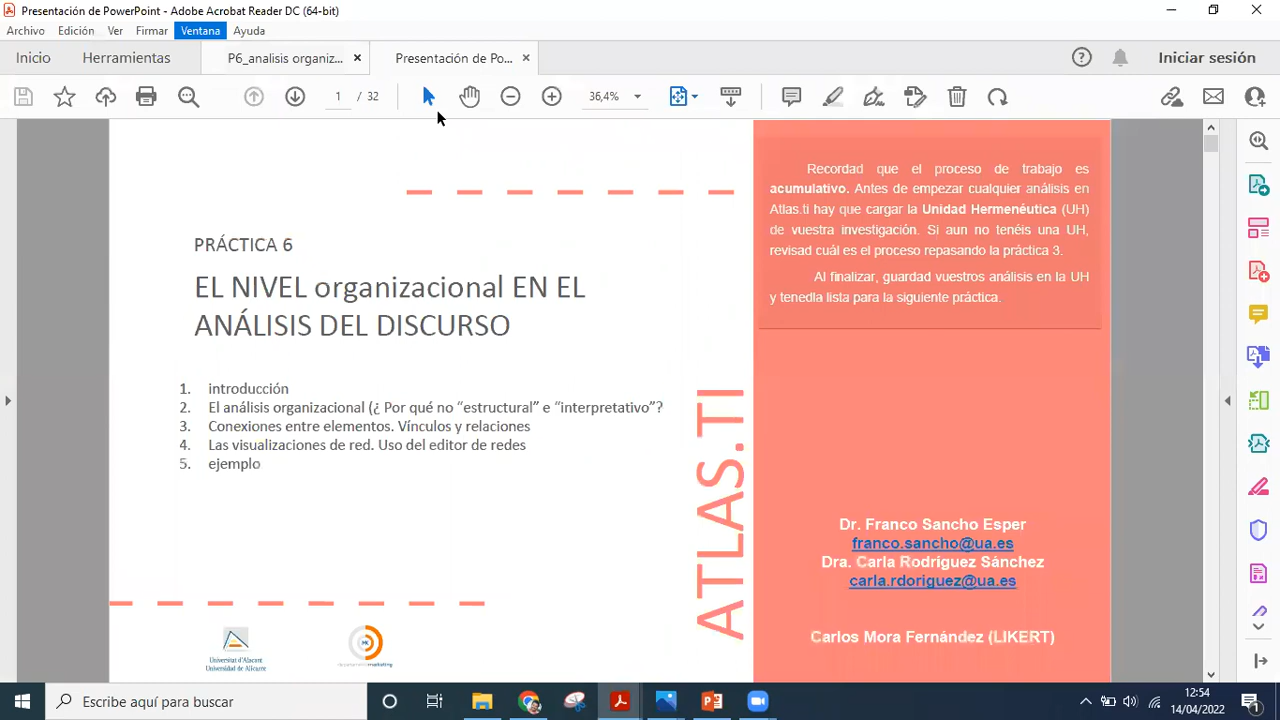 Presentación de PowerPoint - Adobe Acrobat Reader DC (64-bit)
Archivo Edición Ver Firmar Ventana Ayuda
Inicio Herramientas P6_analisis organiz... × Presentación de Po... × Iniciar sesión
1 / 32 36,4%
PRÁCTICA 6
EL NIVEL organizacional EN EL
ANÁLISIS DEL DISCURSO
1. introducción
2. El análisis organizacional (¿ Por qué no “estructural” e “interpretativo”?
3. Conexiones entre elementos. Vínculos y relaciones
4. Las visualizaciones de red. Uso del editor de redes
5. ejemplo
Universitat d'Alacant
Universidad de Alicante
ATLAS.TI
Recordad que el proceso de trabajo es
acumulativo. Antes de empezar cualquier análisis en
Atlas.ti hay que cargar la Unidad Hermenéutica (UH)
de vuestra investigación. Si aun no tenéis una UH,
revisad cuál es el proceso repasando la práctica 3.
Al finalizar, guardad vuestros análisis en la UH
y tenedla lista para la siguiente práctica.
Dr. Franco Sancho Esper
franco.sancho@ua.es
Dra. Carla Rodríguez Sánchez
carla.rdoriguez@ua.es
Carlos Mora Fernández (LIKERT)
Escribe aquí para buscar
12:54
14/04/2022